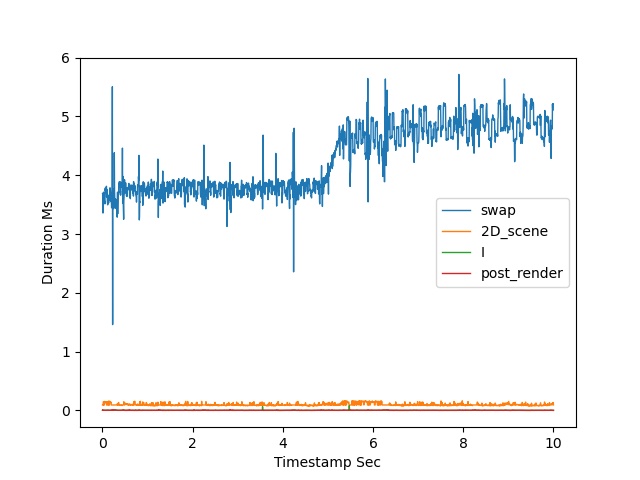 6
5
4
3
2
1
0
Duration Ms
swap
2D_scene
I
post_render
0 2 4 6 8 10
Timestamp Sec